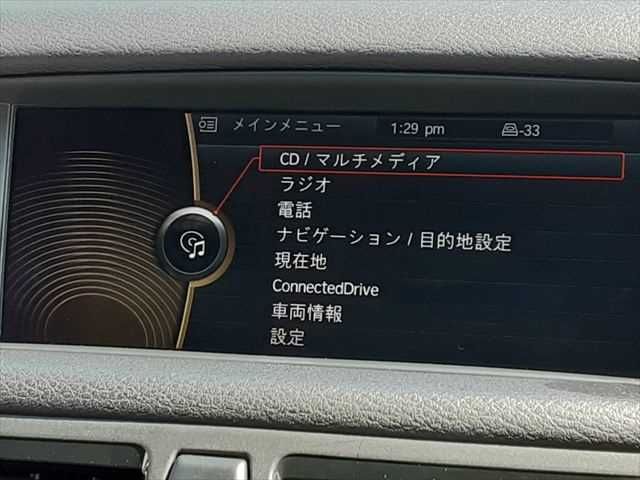 メインメニュー 1:29 pm -33
CD / マルチメディア
ラジオ
電話
ナビゲーション / 目的地設定
現在地
ConnectedDrive
車両情報
設定